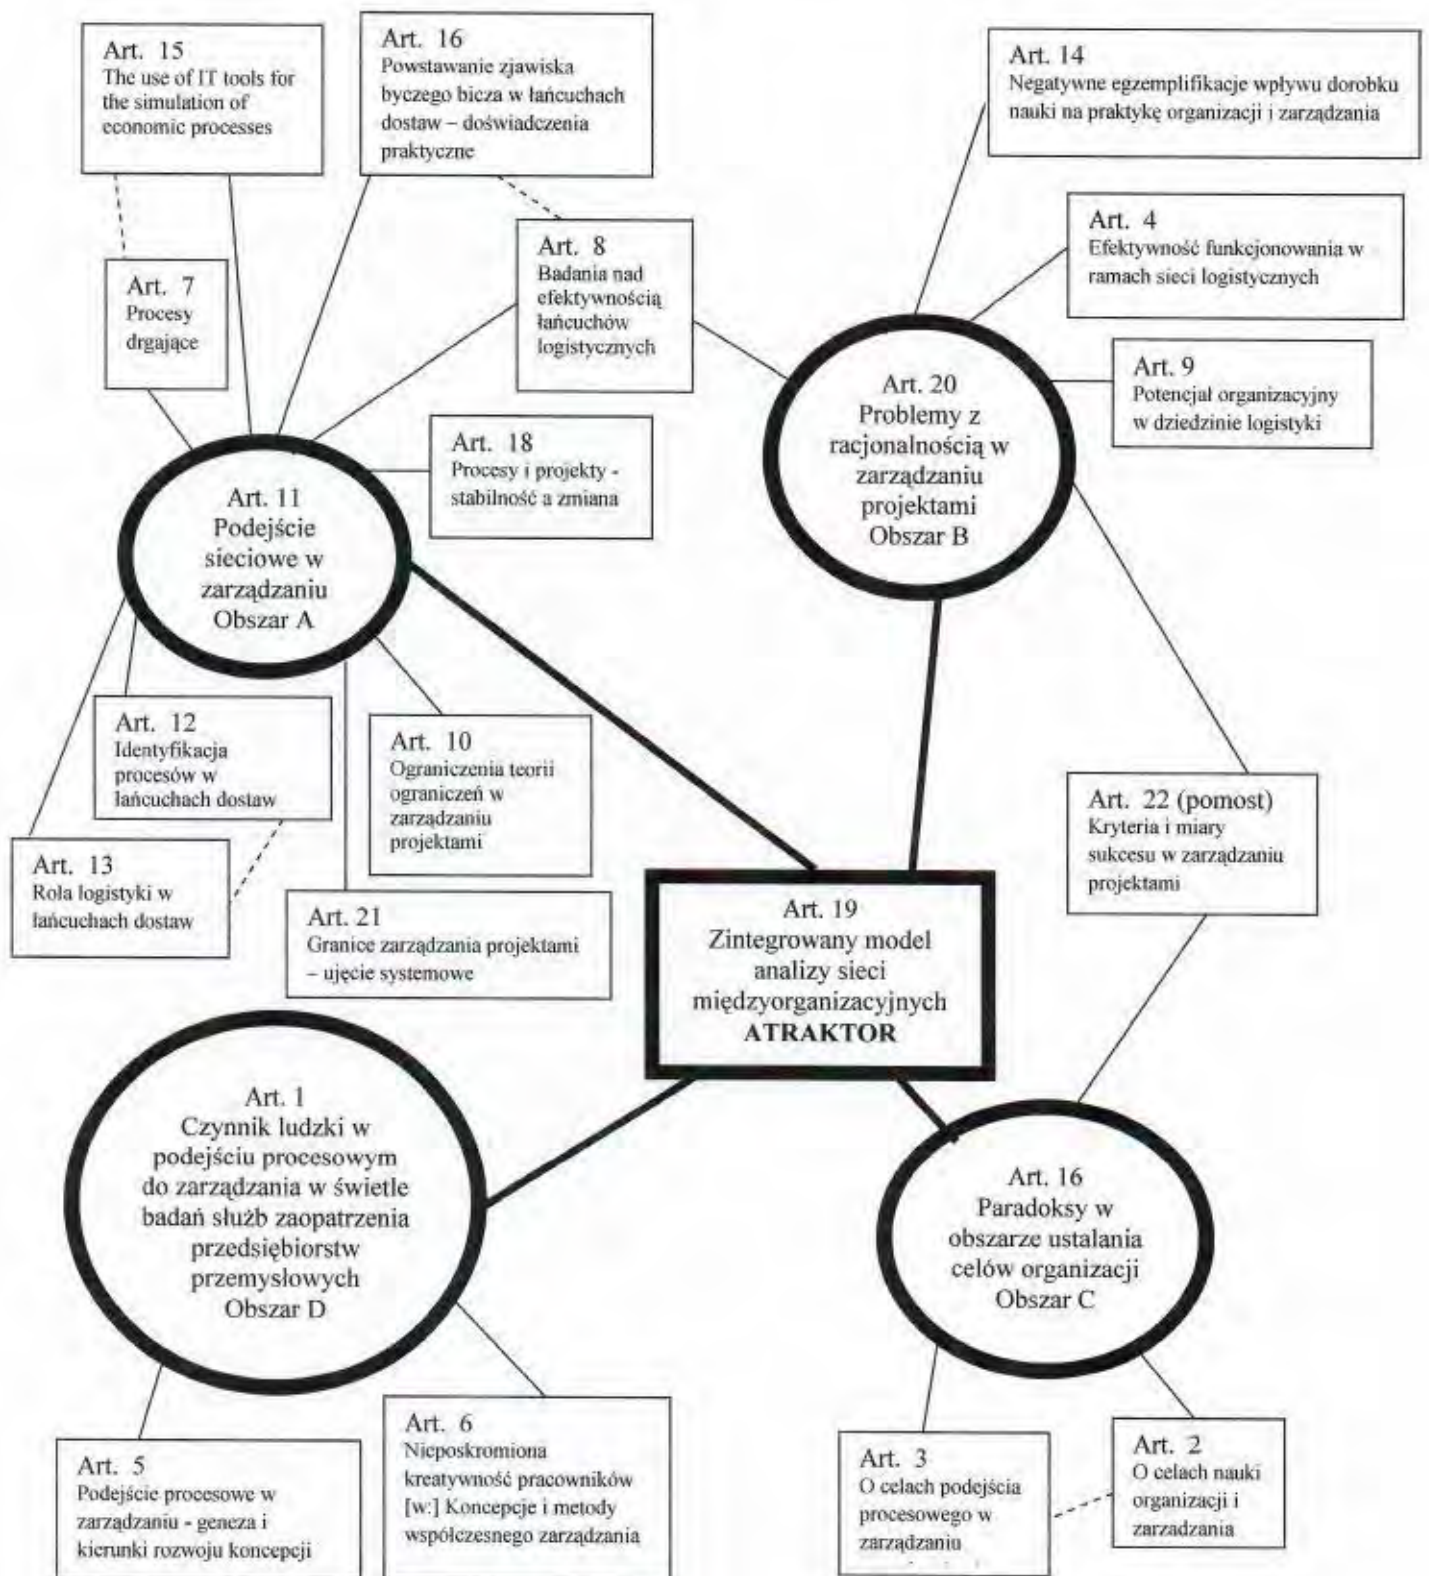 Art. 15
The use of IT tools for
the simulation of
economic processes
Art. 16
Powstawanie zjawiska
byczego bicza w łańcuchach
dostaw – doświadczenia
praktyczne
Art. 14
Negatywne egzemplifikacje wpływu dorobku
nauki na praktykę organizacji i zarządzania
Art. 4
Efektywność funkcjonowania w
ramach sieci logistycznych
Art. 8
Badania nad
efektywnością
łańcuchów
logistycznych
Art. 7
Procesy
drgające
Art. 9
Potencjał organizacyjny
w dziedzinie logistyki
Art. 20
Problemy z
racjonalnością w
zarządzaniu
projektami
Obszar B
Art. 18
Procesy i projekty -
stabilność a zmiana
Art. 11
Podejście
sieciowe w
zarządzaniu
Obszar A
Art. 12
Identyfikacja
procesów w
łańcuchach dostaw
Art. 10
Ograniczenia teorii
ograniczeń w
zarządzaniu
projektami
Art. 22 (pomost)
Kryteria i miary
sukcesu w zarządzaniu
projektami
Art. 13
Rola logistyki w
łańcuchach dostaw
Art. 21
Granice zarządzania projektami
– ujęcie systemowe
Art. 19
Zintegrowany model
analizy sieci
międzyorganizacyjnych
ATRAKTOR
Art. 1
Czynnik ludzki w
podejściu procesowym
do zarządzania w świetle
badań służb zaopatrzenia
przedsiębiorstw
przemysłowych
Obszar D
Art. 16
Paradoksy w
obszarze ustalania
celów organizacji
Obszar C
Art. 5
Podejście procesowe w
zarządzaniu - geneza i
kierunki rozwoju koncepcji
Art. 6
Nieposkromiona
kreatywność pracowników
[w:] Koncepcje i metody
współczesnego zarządzania
Art. 3
O celach podejścia
procesowego w
zarządzaniu
Art. 2
O celach nauki
organizacji i
zarzadzania